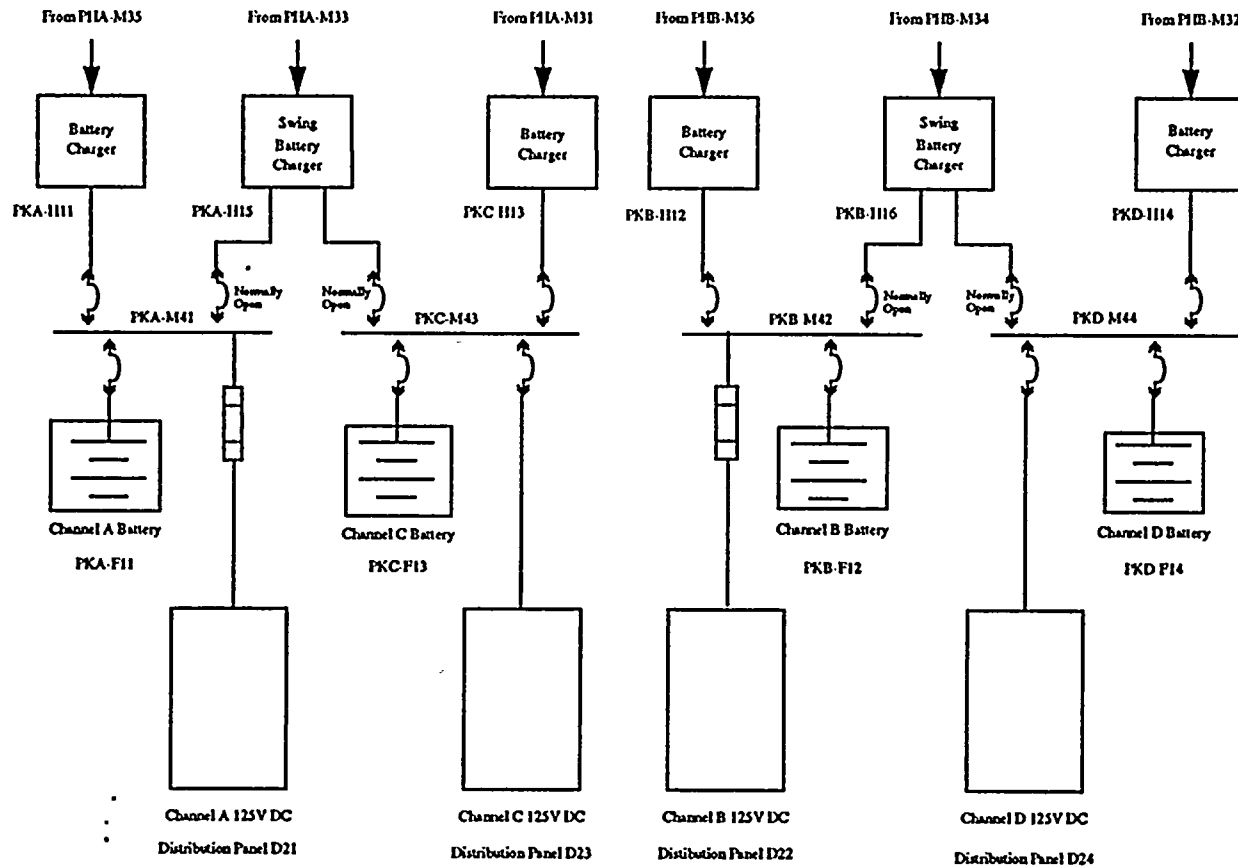 From PHA-M35 From PHA-M33 From PHA-M31 From PHB-M36 From PHB-M34 From PHB-M32
Battery Charger
Swing Battery Charger
Battery Charger
Battery Charger
Swing Battery Charger
Battery Charger
PKA-H11 PKA-H15 PKC H13 PKB-H12 PKB-H16 PKD-H14
Normally Open
Normally Open
Normally Open
Normally Open
PKA-M41 PKC-M43 PKB M42 PKD M44
Channel A Battery Channel C Battery Channel B Battery Channel D Battery
PKA-F11 PKC-F13 PKB-F12 PKD F14
Channel A 125V DC Channel C 125V DC Channel B 125V DC Channel D 125V DC
Distribution Panel D21 Distribution Panel D23 Distribution Panel D22 Distribution Panel D24